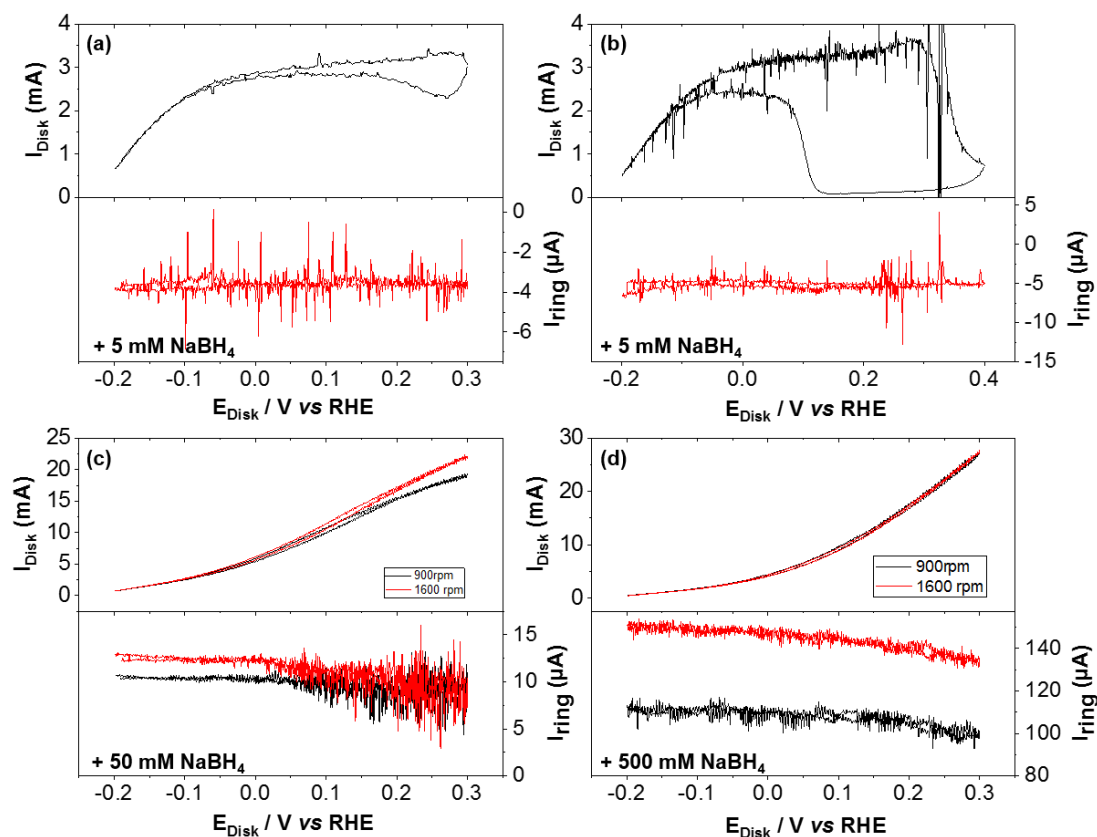 (a)
I_Disk (mA)
4
3
2
1
0
I_ring (µA)
0
-2
-4
-6
+ 5 mM NaBH₄
-0.2 -0.1 0.0 0.1 0.2 0.3
E_Disk / V vs RHE
(b)
I_Disk (mA)
4
3
2
1
0
I_ring (µA)
5
0
-5
-10
-15
+ 5 mM NaBH₄
-0.2 0.0 0.2 0.4
E_Disk / V vs RHE
(c)
I_Disk (mA)
25
20
15
10
5
0
900rpm
1600 rpm
I_ring (µA)
15
10
5
0
+ 50 mM NaBH₄
-0.2 -0.1 0.0 0.1 0.2 0.3
E_Disk / V vs RHE
(d)
I_Disk (mA)
30
20
10
0
900rpm
1600 rpm
I_ring (µA)
140
120
100
80
+ 500 mM NaBH₄
-0.2 -0.1 0.0 0.1 0.2 0.3
E_Disk / V vs RHE